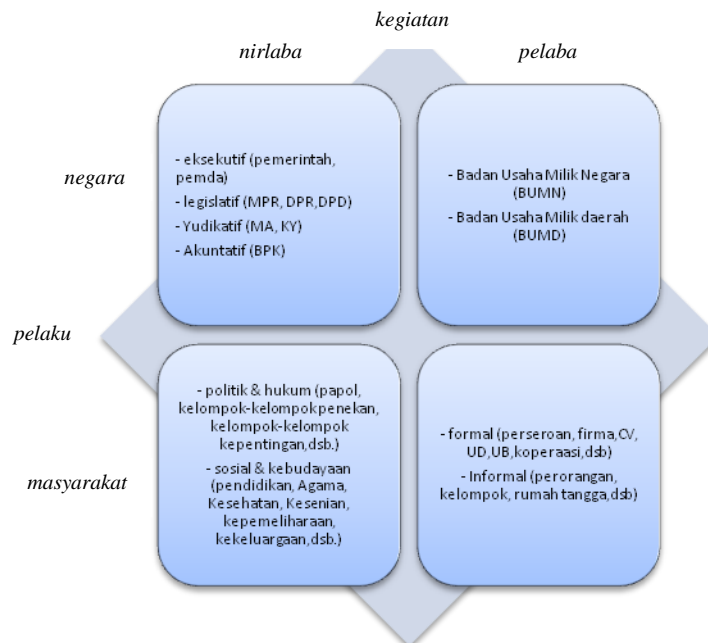 kegiatan
nirlaba
pelaba
negara
- eksekutif (pemerintah,
pemda)
- legislatif (MPR, DPR,DPD)
- Yudikatif (MA, KY)
- Akuntatif (BPK)
- Badan Usaha Milik Negara
(BUMN)
- Badan Usaha Milik daerah
(BUMD)
pelaku
masyarakat
- politik & hukum (papol,
kelompok-kelompok penekan,
kelompok-kelompok
kepentingan,dsb.)
- sosial & kebudayaan
(pendidikan, Agama,
Kesehatan, Kesenian,
kepemeliharaan,
kekeluargaan,dsb.)
- formal (perseroan, firma,CV,
UD,UB,koperaasi,dsb)
- Informal (perorangan,
kelompok, rumah tangga,dsb)